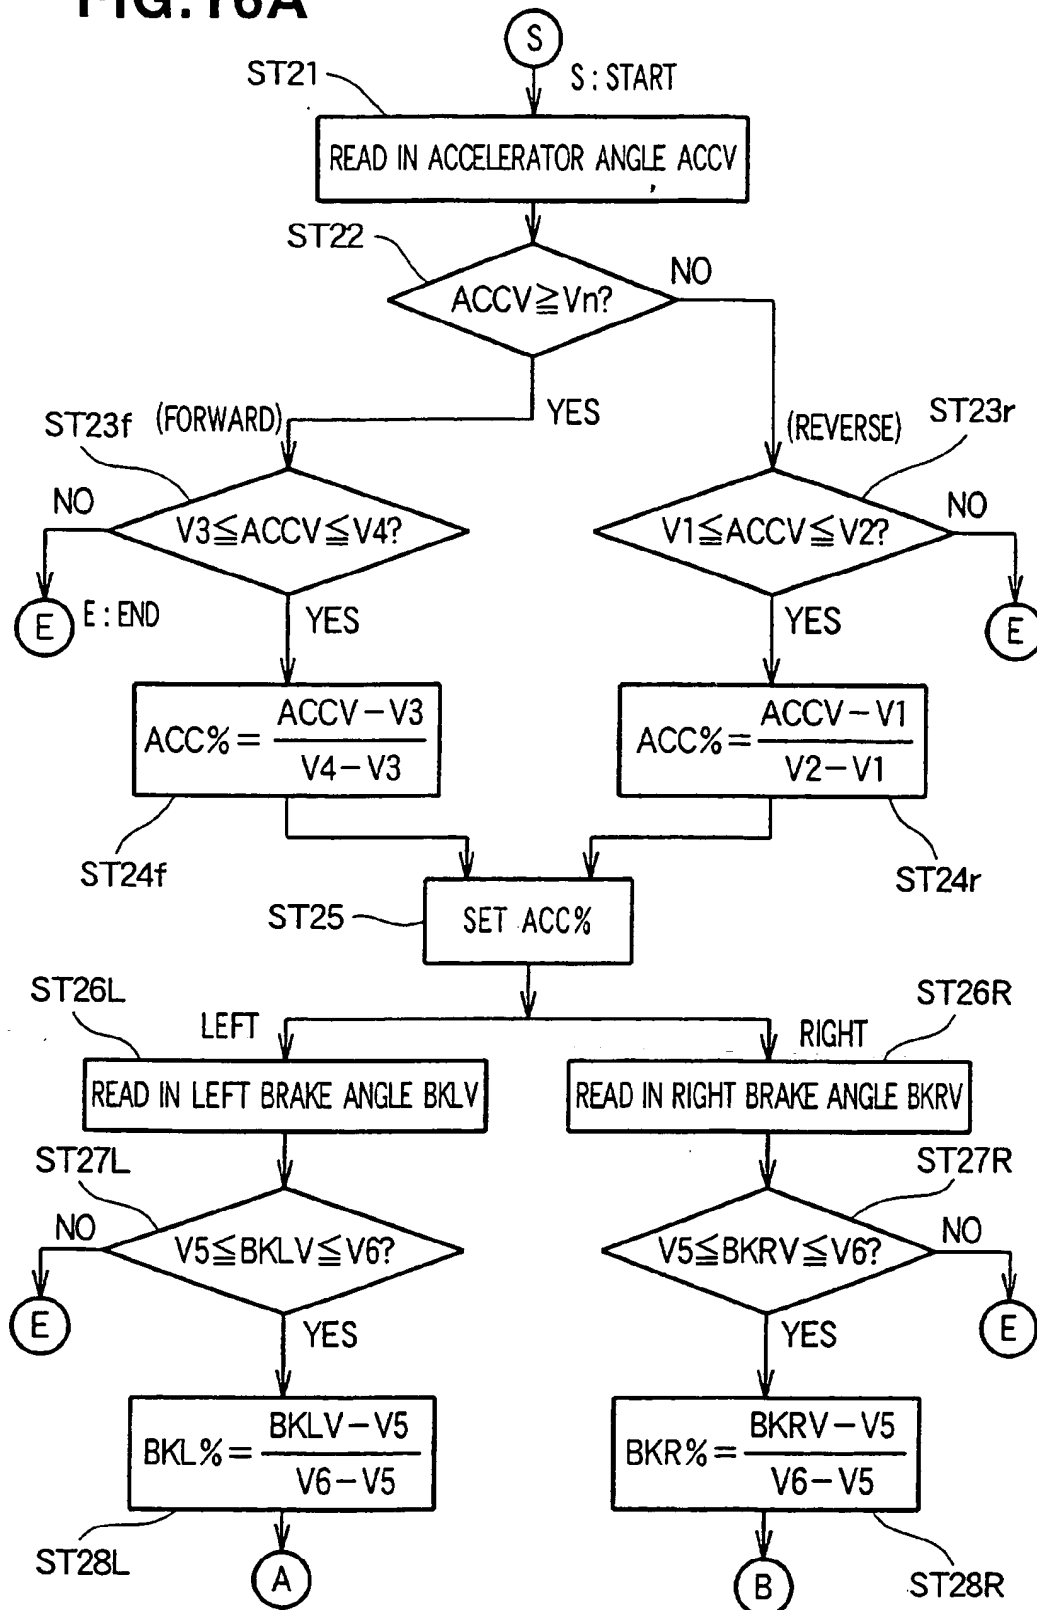 FIG. 16A
S
S : START
ST21
READ IN ACCELERATOR ANGLE ACCV
ST22
ACCV≧Vn?
NO
YES
ST23f
(FORWARD)
(REVERSE)
ST23r
NO
V3≦ACCV≦V4?
V1≦ACCV≦V2?
NO
E
E : END
YES
YES
E
ACC% = ACCV − V3
V4 − V3
ACC% = ACCV − V1
V2 − V1
ST24f
ST24r
ST25
SET ACC%
ST26L
LEFT
RIGHT
ST26R
READ IN LEFT BRAKE ANGLE BKLV
READ IN RIGHT BRAKE ANGLE BKRV
ST27L
ST27R
NO
V5≦BKLV≦V6?
V5≦BKRV≦V6?
NO
E
YES
YES
E
BKL% = BKLV − V5
V6 − V5
BKR% = BKRV − V5
V6 − V5
ST28L
A
B
ST28R